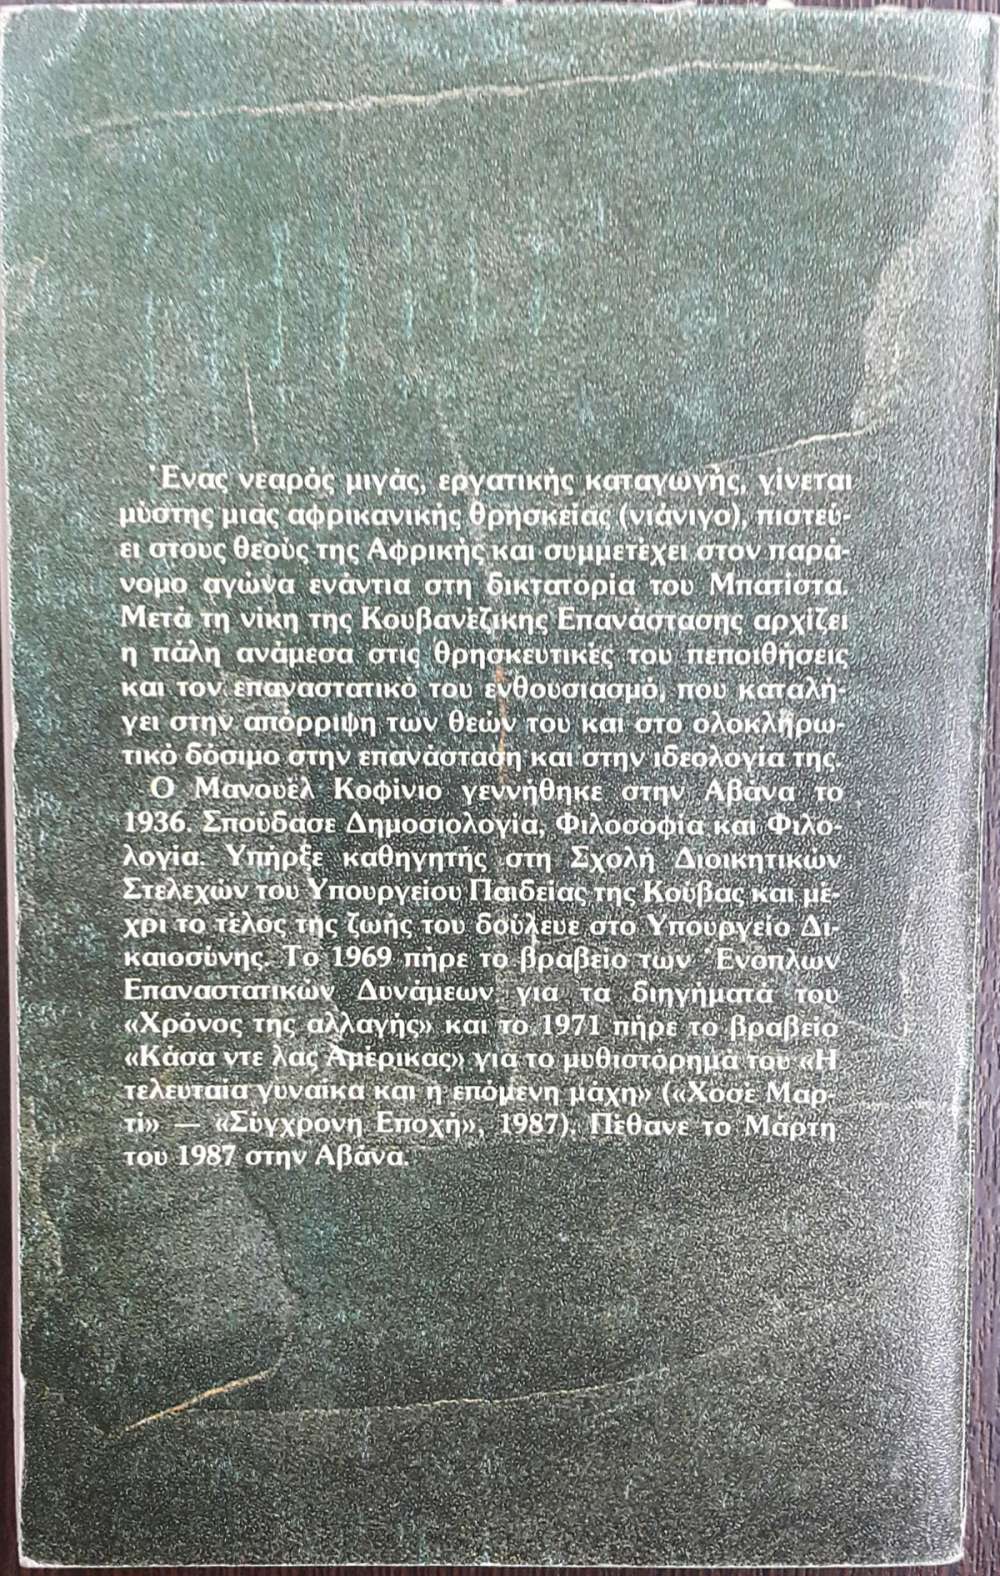 Ένας νεαρός μιγάς, εργατικής καταγωγής, γίνεται
μύστης μιας αφρικανικής θρησκείας (νιάνιγο), πιστεύ-
ει στους θεούς της Αφρικής και συμμετέχει στον παρά-
νομο αγώνα ενάντια στη δικτατορία του Μπατίστα.
Μετά τη νίκη της Κουβανέζικης Επανάστασης αρχίζει
η πάλη ανάμεσα στις θρησκευτικές του πεποιθήσεις
και τον επαναστατικό του ενθουσιασμό, που καταλή-
γει στην απόρριψη των θεών του και στο ολοκληρω-
τικό δόσιμο στην επανάσταση και στην ιδεολογία της.
Ο Μανουέλ Κοφίνιο γεννήθηκε στην Αβάνα το
1936. Σπούδασε Δημοσιολογία, Φιλοσοφία και Φιλο-
λογία. Υπήρξε καθηγητής στη Σχολή Διοικητικών
Στελεχών του Υπουργείου Παιδείας της Κούβας και μέ-
χρι το τέλος της ζωής του δούλευε στο Υπουργείο Δι-
καιοσύνης. Το 1969 πήρε το βραβείο των Ένοπλων
Επαναστατικών Δυνάμεων για τα διηγήματά του
«Χρόνος της αλλαγής» και το 1971 πήρε το βραβείο
«Κάσα ντε λας Αμέρικας» για το μυθιστόρημά του «Η
τελευταία γυναίκα και η επόμενη μάχη» («Χοσέ Μαρ-
τί» — «Σύγχρονη Εποχή», 1987). Πέθανε το Μάρτη
του 1987 στην Αβάνα.